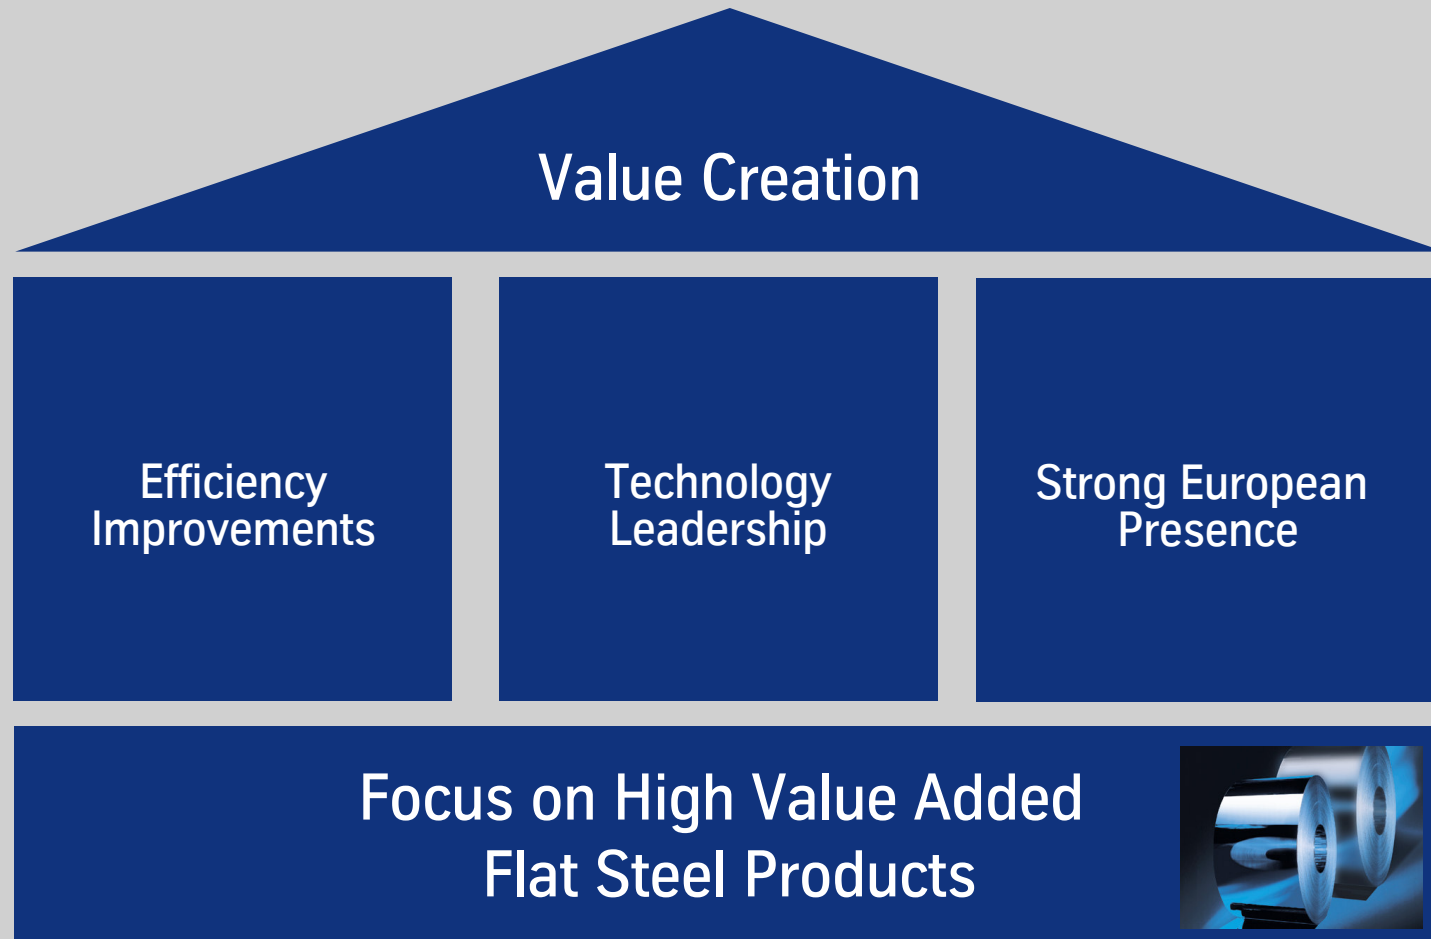 Value Creation
Efficiency
Improvements
Technology
Leadership
Strong European
Presence
Focus on High Value Added
Flat Steel Products